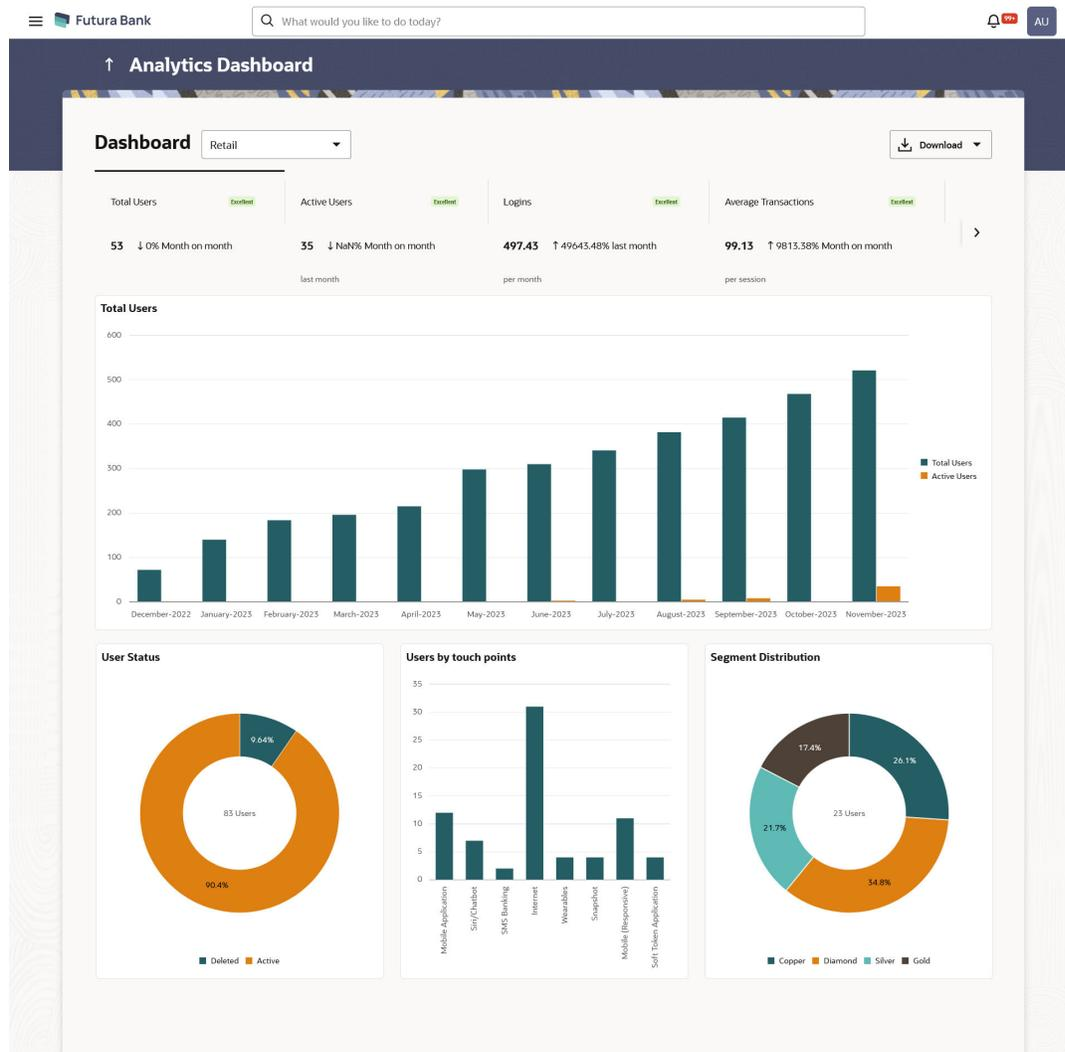 Futura Bank
What would you like to do today?
99+
AU
↑ Analytics Dashboard
Dashboard
Retail
Download
Total Users Excellent
53 ↓ 0% Month on month
Active Users Excellent
35 ↓ NaN% Month on month
last month
Logins Excellent
497.43 ↑ 49643.48% last month
per month
Average Transactions Excellent
99.13 ↑ 9813.38% Month on month
per session
Total Users
600
500
400
300
200
100
0
December-2022 January-2023 February-2023 March-2023 April-2023 May-2023 June-2023 July-2023 August-2023 September-2023 October-2023 November-2023
Total Users
Active Users
User Status
9.64%
83 Users
90.4%
Deleted Active
Users by touch points
35
30
25
20
15
10
5
0
Mobile Application
Siri/Chatbot
SMS Banking
Internet
Wearables
Snapshot
Mobile (Responsive)
Soft Token Application
Segment Distribution
17.4%
26.1%
23 Users
21.7%
34.8%
Copper Diamond Silver Gold